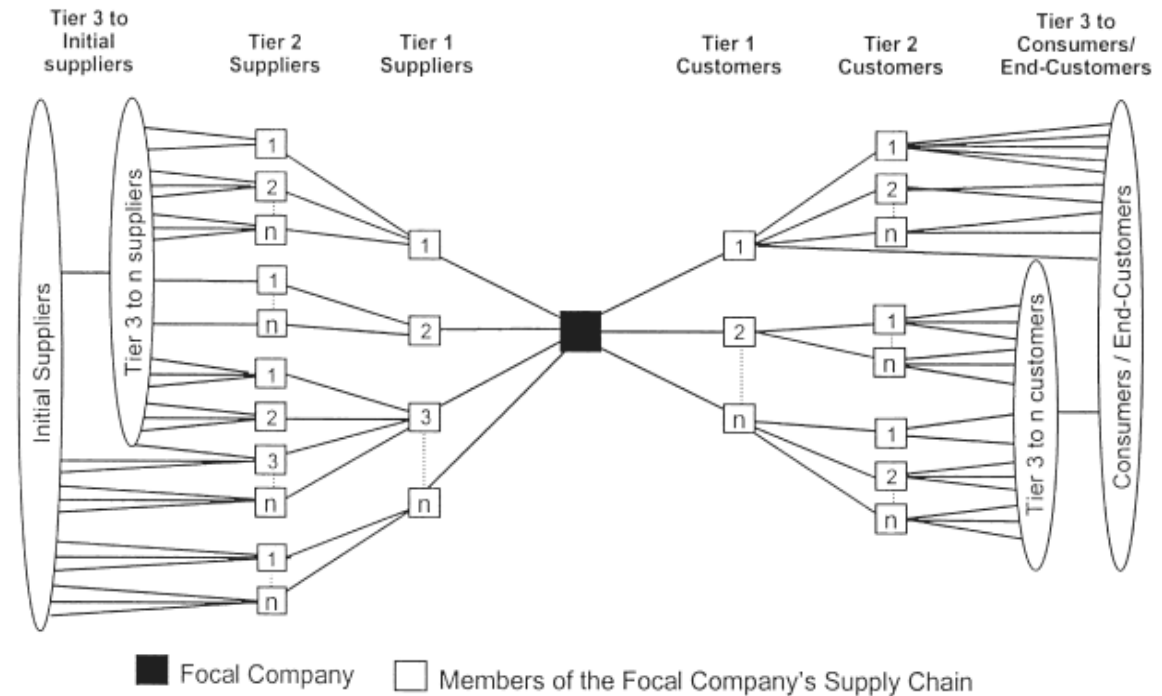 Tier 3 to
Initial
suppliers
Tier 2
Suppliers
Tier 1
Suppliers
Tier 1
Customers
Tier 2
Customers
Tier 3 to
Consumers/
End-Customers
Initial Suppliers
Tier 3 to n suppliers
1
2
n
1
n
1
2
3
n
1
n
1
2
3
n
1
2
n
1
2
n
1
n
1
2
n
Tier 3 to n customers
Consumers / End-Customers
Focal Company
Members of the Focal Company's Supply Chain